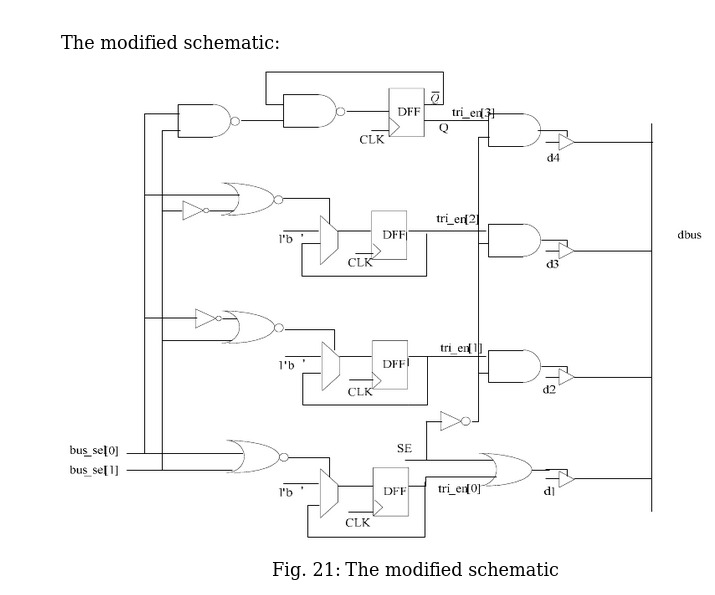 The modified schematic:
Q
DFF
tri_en[3]
Q
CLK
d4
tri_en[2]
dbus
1'b
DFF
CLK
d3
tri_en[1]
1'b
DFF
CLK
d2
SE
bus_sel[0]
bus_sel[1]
1'b
DFF
tri_en[0]
d1
CLK
Fig. 21: The modified schematic